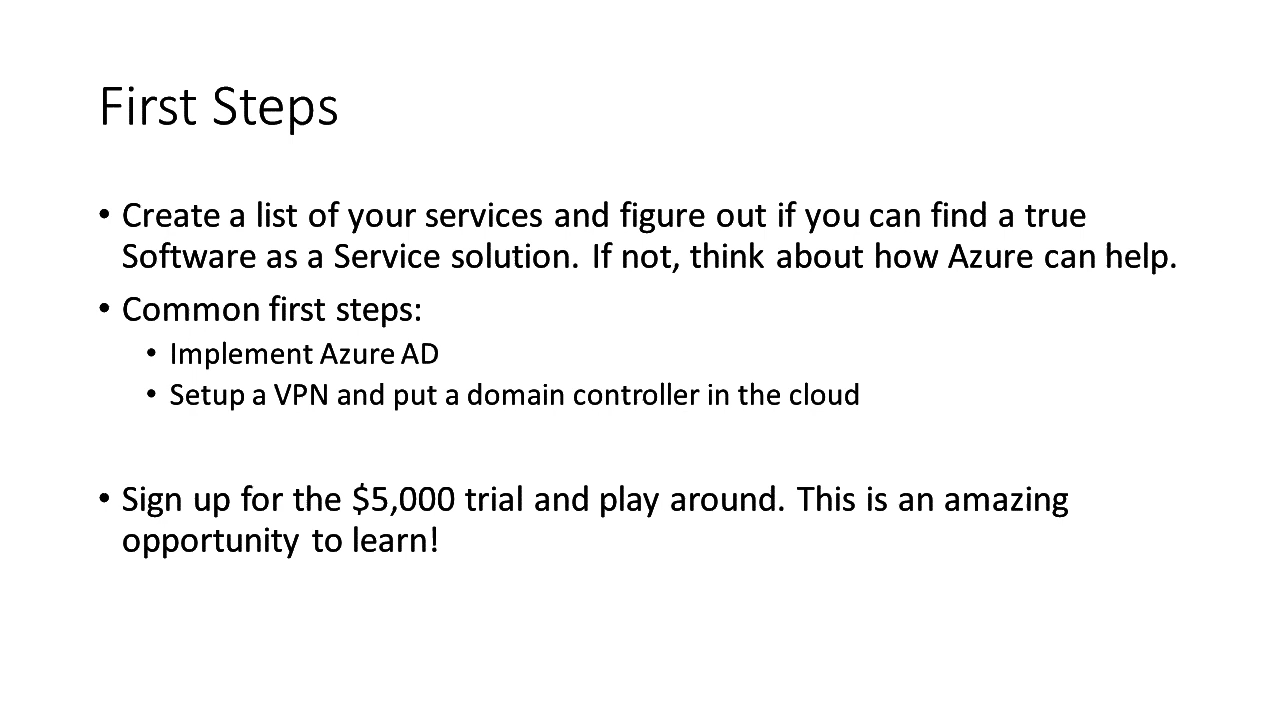 First Steps
• Create a list of your services and figure out if you can find a true
Software as a Service solution. If not, think about how Azure can help.
• Common first steps:
• Implement Azure AD
• Setup a VPN and put a domain controller in the cloud
• Sign up for the $5,000 trial and play around. This is an amazing
opportunity to learn!